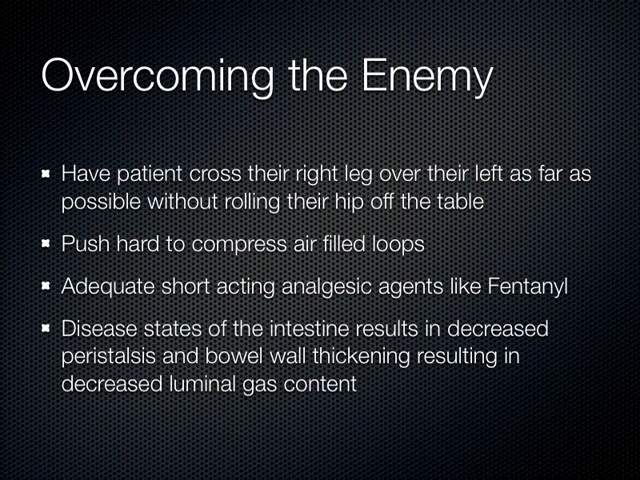 Overcoming the Enemy
Have patient cross their right leg over their left as far as
possible without rolling their hip off the table
Push hard to compress air filled loops
Adequate short acting analgesic agents like Fentanyl
Disease states of the intestine results in decreased
peristalsis and bowel wall thickening resulting in
decreased luminal gas content